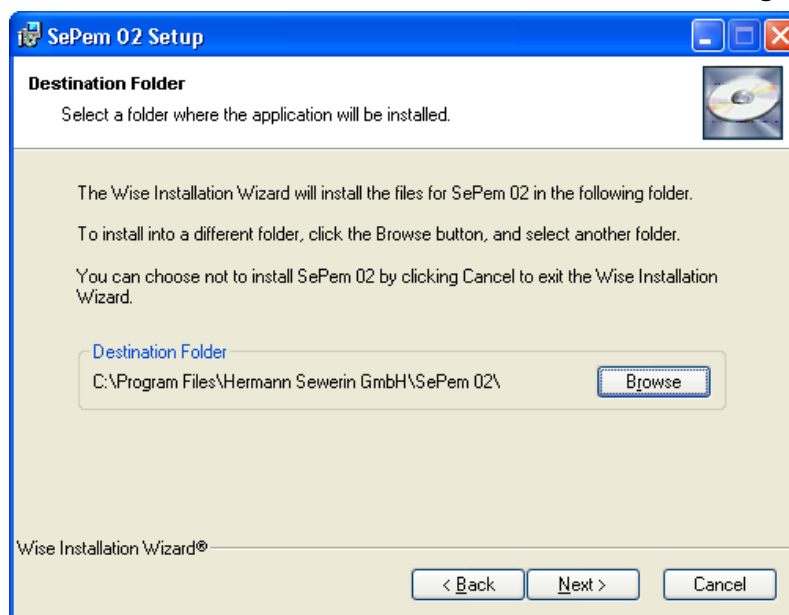 SePem 02 Setup
Destination Folder
Select a folder where the application will be installed.
The Wise Installation Wizard will install the files for SePem 02 in the following folder.
To install into a different folder, click the Browse button, and select another folder.
You can choose not to install SePem 02 by clicking Cancel to exit the Wise Installation
Wizard.
Destination Folder
C:\Program Files\Hermann Sewerin GmbH\SePem 02\
Browse
Wise Installation Wizard®
< Back
Next >
Cancel